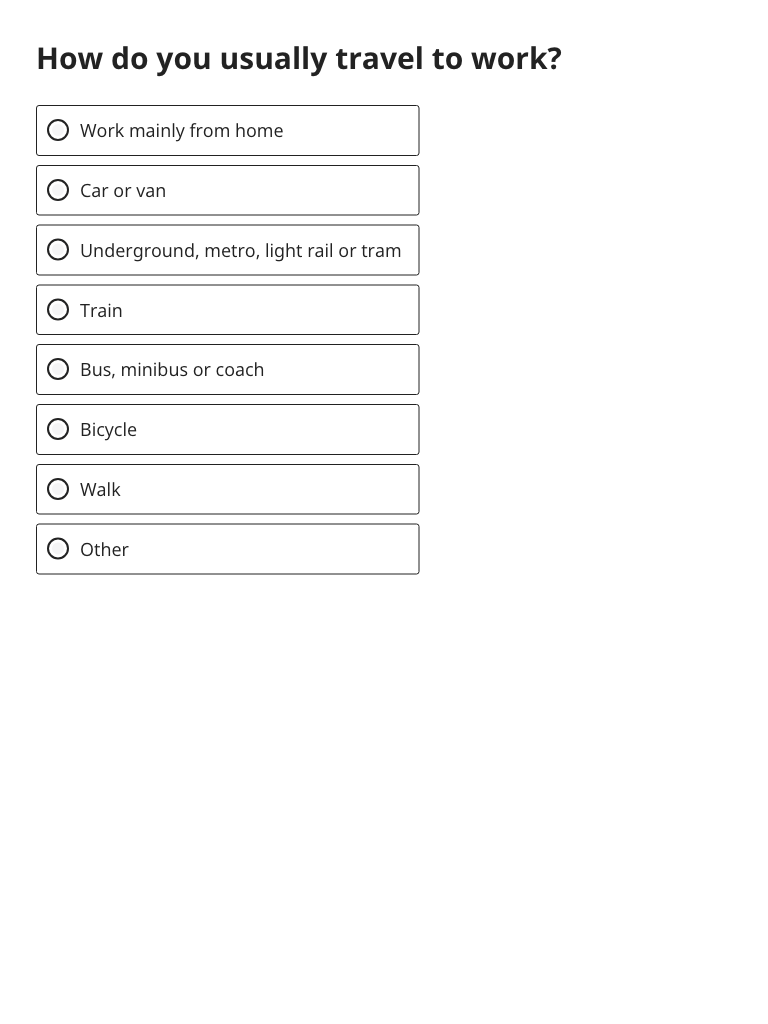 How do you usually travel to work?
Work mainly from home
Car or van
Underground, metro, light rail or tram
Train
Bus, minibus or coach
Bicycle
Walk
Other